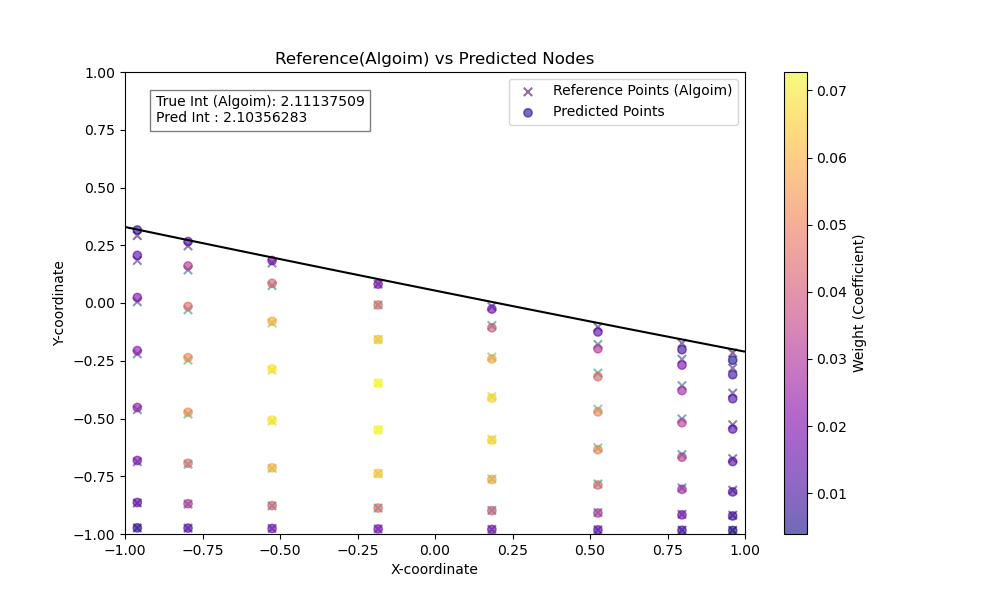 Reference(Algoim) vs Predicted Nodes
True Int (Algoim): 2.11137509
Pred Int : 2.10356283
Reference Points (Algoim)
Predicted Points
1.00
0.75
0.50
0.25
0.00
−0.25
−0.50
−0.75
−1.00
Y-coordinate
−1.00 −0.75 −0.50 −0.25 0.00 0.25 0.50 0.75 1.00
X-coordinate
0.07
0.06
0.05
0.04
0.03
0.02
0.01
Weight (Coefficient)